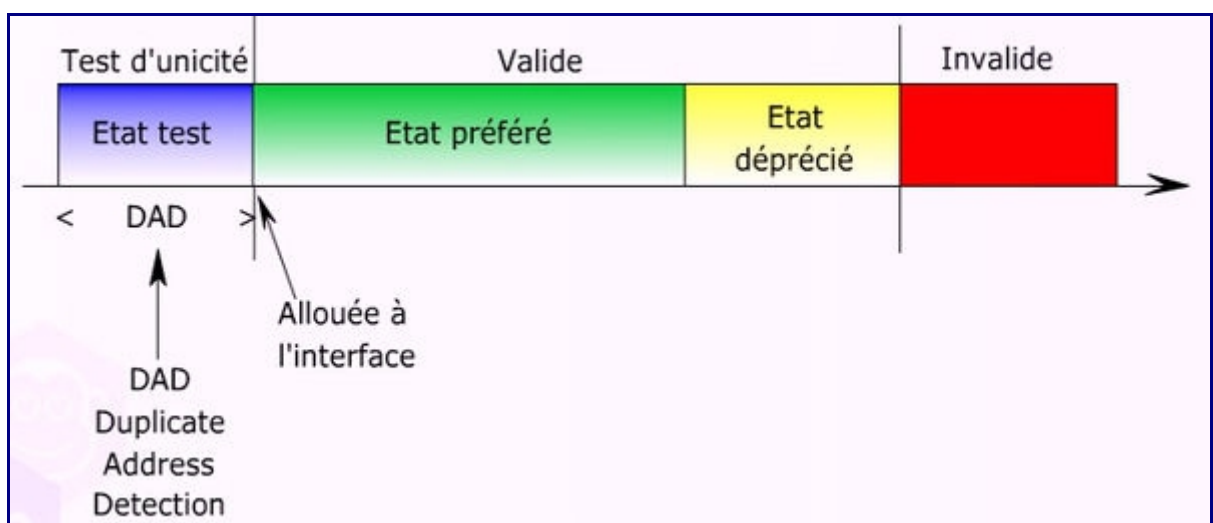 Test d'unicité
Valide
Invalide
Etat test
Etat préféré
Etat
déprécié
< DAD >
Allouée à
l'interface
DAD
Duplicate
Address
Detection